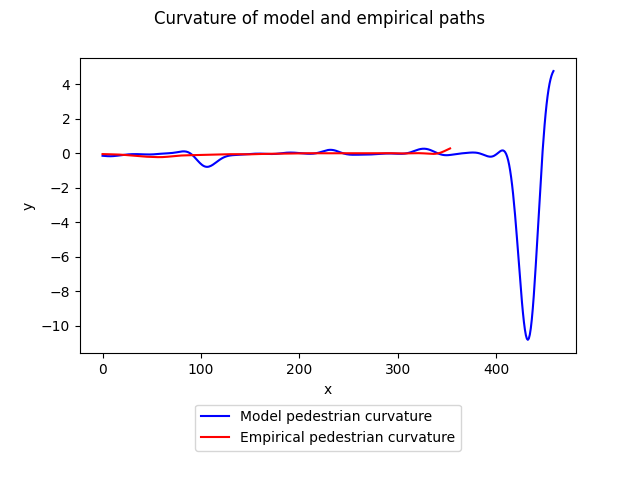 Curvature of model and empirical paths
4
2
0
−2
−4
−6
−8
−10
y
0 100 200 300 400
x
Model pedestrian curvature
Empirical pedestrian curvature